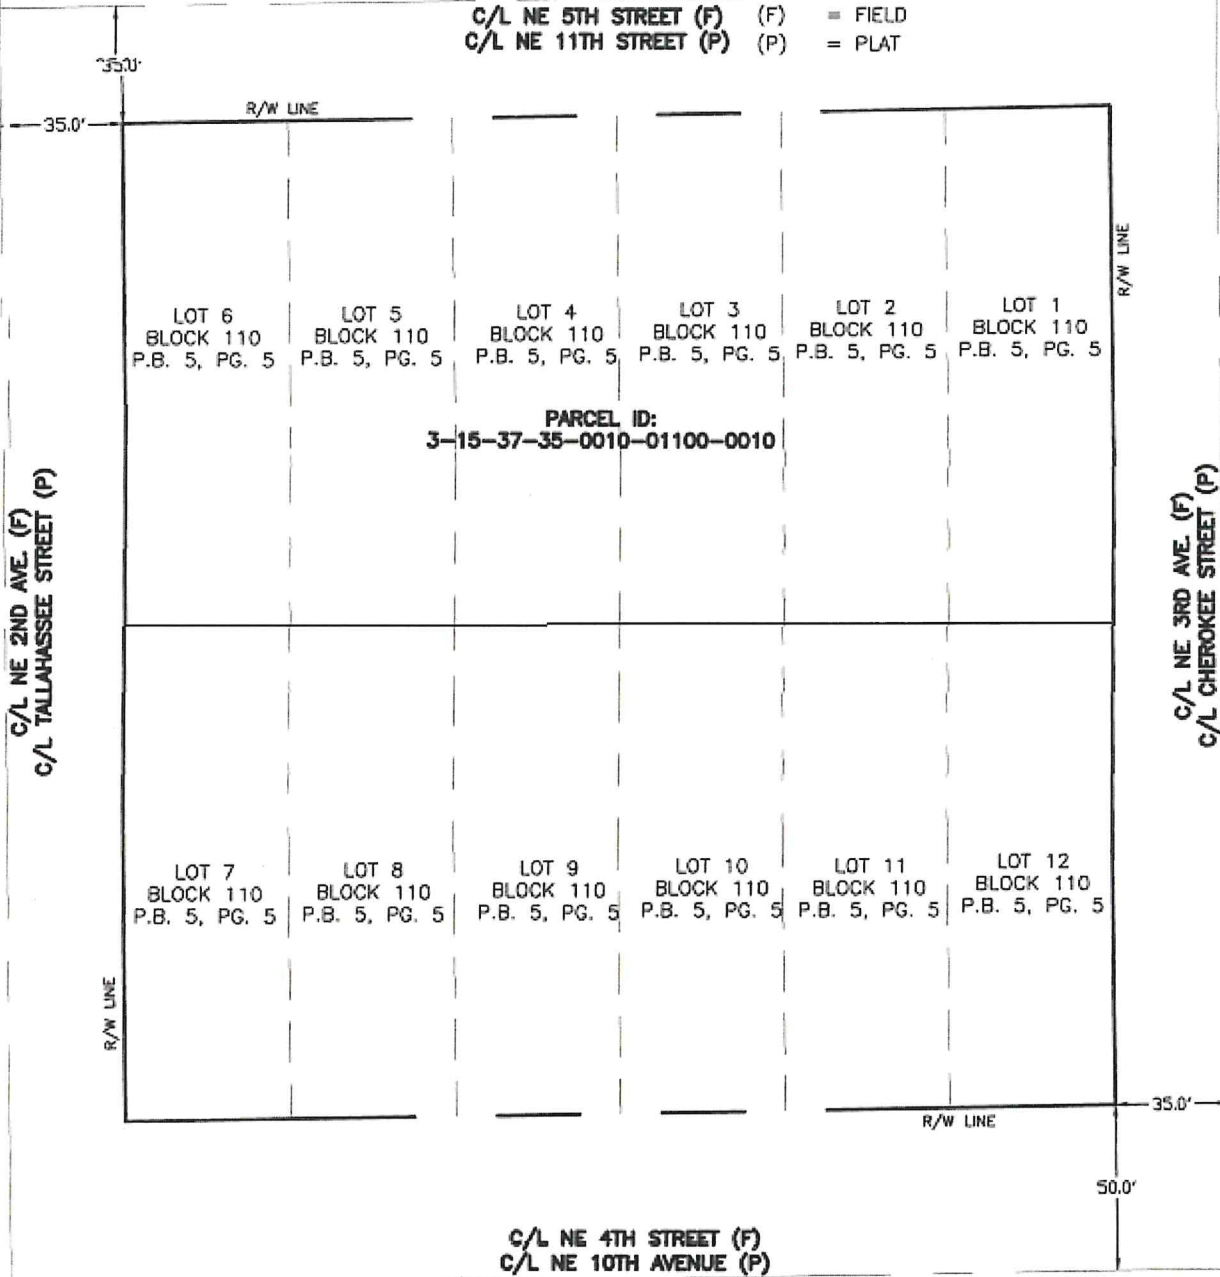 C/L NE 5TH STREET (F) (F) = FIELD
C/L NE 11TH STREET (P) (P) = PLAT
35.0'
35.0'
R/W LINE
R/W LINE
LOT 6
BLOCK 110
P.B. 5, PG. 5
LOT 5
BLOCK 110
P.B. 5, PG. 5
LOT 4
BLOCK 110
P.B. 5, PG. 5
LOT 3
BLOCK 110
P.B. 5, PG. 5
LOT 2
BLOCK 110
P.B. 5, PG. 5
LOT 1
BLOCK 110
P.B. 5, PG. 5
PARCEL ID:
3-15-37-35-0010-01100-0010
C/L NE 2ND AVE. (F)
C/L TALLAHASSEE STREET (P)
C/L NE 3RD AVE. (F)
C/L CHEROKEE STREET (P)
LOT 7
BLOCK 110
P.B. 5, PG. 5
LOT 8
BLOCK 110
P.B. 5, PG. 5
LOT 9
BLOCK 110
P.B. 5, PG. 5
LOT 10
BLOCK 110
P.B. 5, PG. 5
LOT 11
BLOCK 110
P.B. 5, PG. 5
LOT 12
BLOCK 110
P.B. 5, PG. 5
R/W LINE
35.0'
R/W LINE
50.0'
C/L NE 4TH STREET (F)
C/L NE 10TH AVENUE (P)